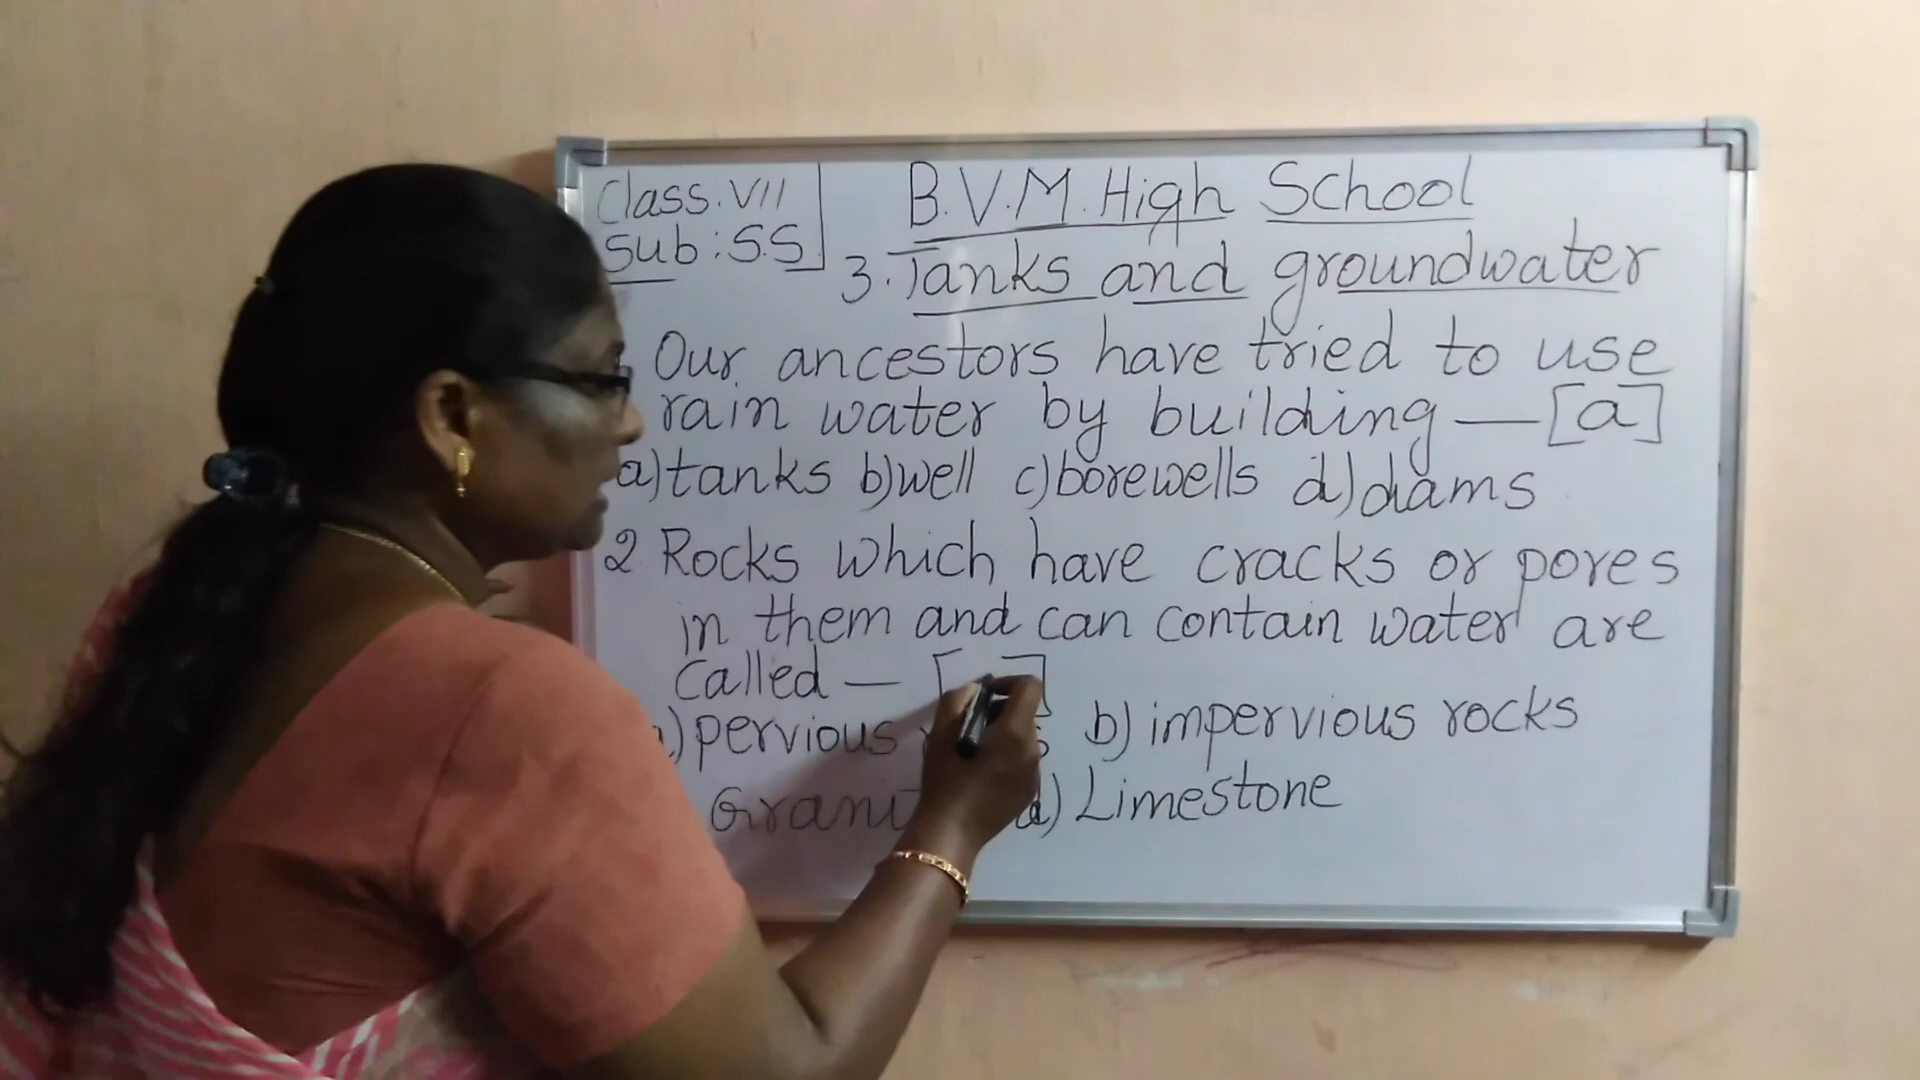 Class.VII
Sub:S.S
B.V.M.High School
3.Tanks and groundwater
Our ancestors have tried to use
rain water by building — [a]
a)tanks b)well c)borewells d)dams
2 Rocks which have cracks or pores
in them and can contain water are
called — [ ]
)pervious b) impervious rocks
d) Limestone